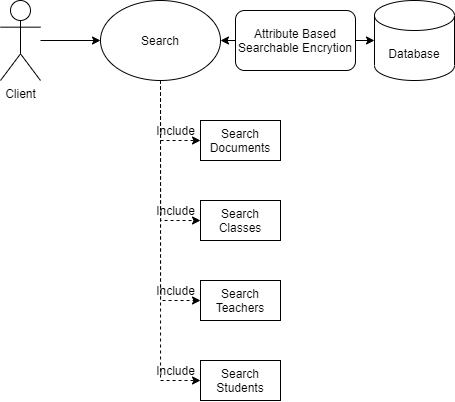 Client
Search
Attribute Based
Searchable Encrytion
Database
Include
Search
Documents
Include
Search
Classes
Include
Search
Teachers
Include
Search
Students